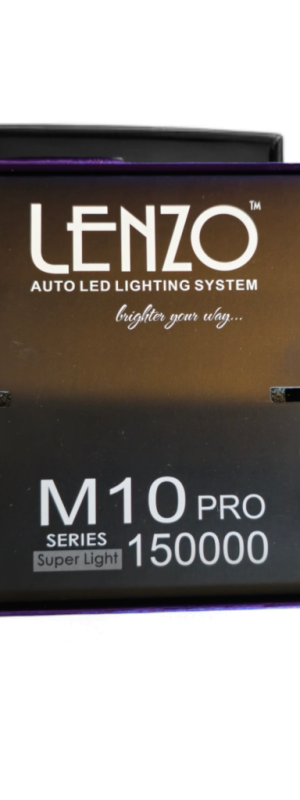 LENZO™
AUTO LED LIGHTING SYSTEM
brighter your way...
M10 PRO
SERIES
Super Light 150000